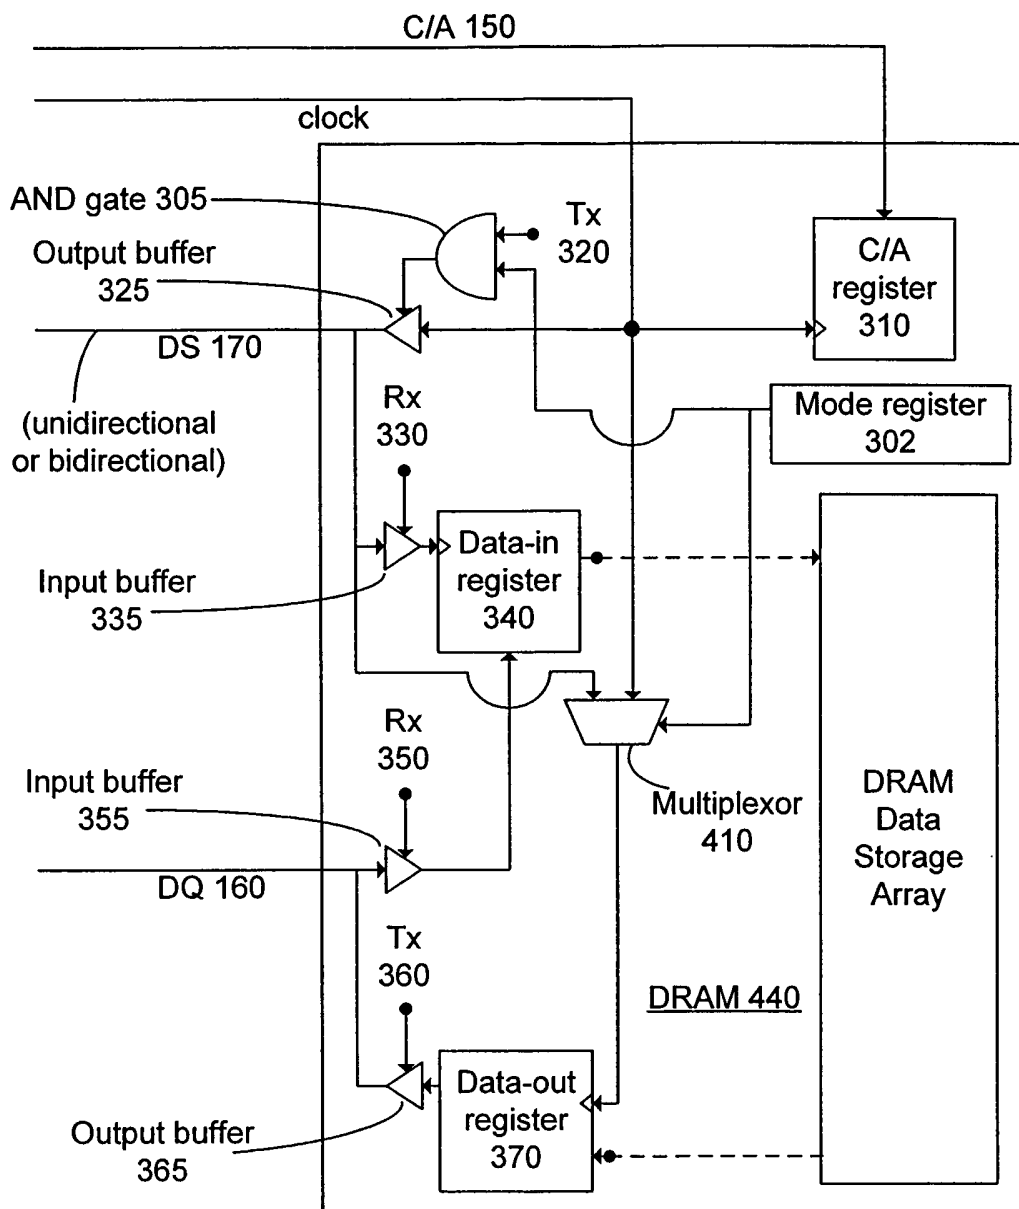 C/A 150
clock
AND gate 305
Tx
320
Output buffer
325
C/A
register
310
DS 170
(unidirectional
or bidirectional)
Rx
330
Mode register
302
Input buffer
335
Data-in
register
340
Rx
350
Input buffer
355
Multiplexor
410
DRAM
Data
Storage
Array
DQ 160
Tx
360
DRAM 440
Output buffer
365
Data-out
register
370